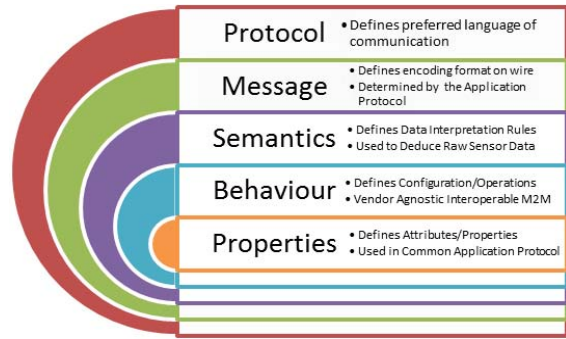 Protocol
• Defines preferred language of
communication
Message
• Defines encoding format on wire
• Determined by the Application
Protocol
Semantics
• Defines Data Interpretation Rules
• Used to Deduce Raw Sensor Data
Behaviour
• Defines Configuration/Operations
• Vendor Agnostic Interoperable M2M
Properties
• Defines Attributes/Properties
• Used in Common Application Protocol